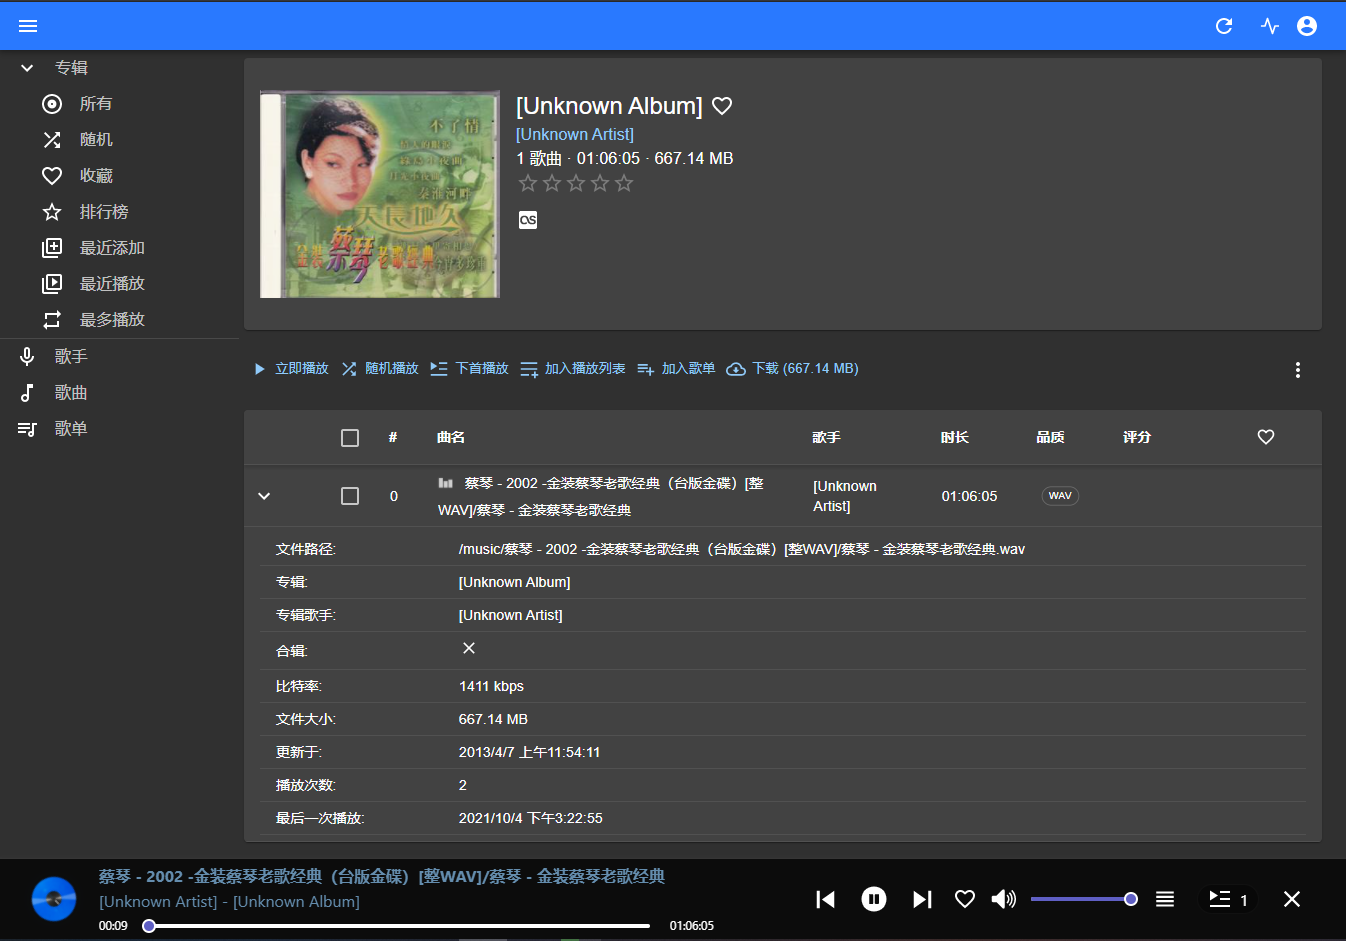 专辑
所有
随机
收藏
排行榜
最近添加
最近播放
最多播放
歌手
歌曲
歌单
不了情
秦淮河畔
天長地久
金装蔡琴老歌經典
[Unknown Album]
[Unknown Artist]
1 歌曲 · 01:06:05 · 667.14 MB
立即播放 随机播放 下首播放 加入播放列表 加入歌单 下载 (667.14 MB)
# 曲名 歌手 时长 品质 评分
0 蔡琴 - 2002 -金装蔡琴老歌经典（台版金碟）[整WAV]/蔡琴 - 金装蔡琴老歌经典 [Unknown Artist] 01:06:05 WAV
文件路径: /music/蔡琴 - 2002 -金装蔡琴老歌经典（台版金碟）[整WAV]/蔡琴 - 金装蔡琴老歌经典.wav
专辑: [Unknown Album]
专辑歌手: [Unknown Artist]
合辑:
比特率: 1411 kbps
文件大小: 667.14 MB
更新于: 2013/4/7 上午11:54:11
播放次数: 2
最后一次播放: 2021/10/4 下午3:22:55
蔡琴 - 2002 -金装蔡琴老歌经典（台版金碟）[整WAV]/蔡琴 - 金装蔡琴老歌经典
[Unknown Artist] - [Unknown Album]
00:09 01:06:05
1